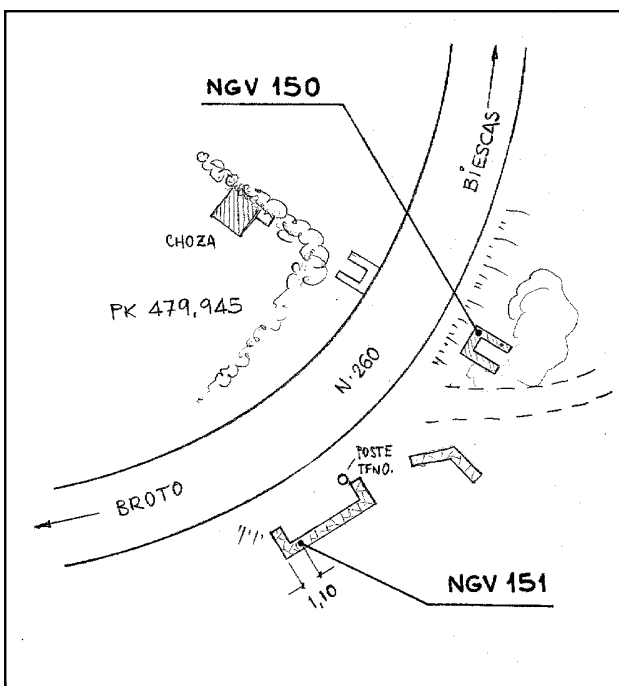 NGV 150
BIESCAS
CHOZA
PK 479,945
N-260
POSTE
TFNO.
BROTO
NGV 151
1,10